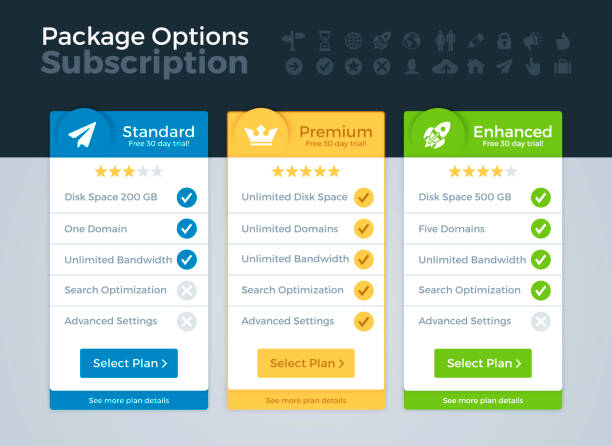 Package Options
Subscription
Standard
Free 30 day trial!
Disk Space 200 GB
One Domain
Unlimited Bandwidth
Search Optimization
Advanced Settings
Select Plan >
See more plan details
Premium
Free 30 day trial!
Unlimited Disk Space
Unlimited Domains
Unlimited Bandwidth
Search Optimization
Advanced Settings
Select Plan >
See more plan details
Enhanced
Free 30 day trial!
Disk Space 500 GB
Five Domains
Unlimited Bandwidth
Search Optimization
Advanced Settings
Select Plan >
See more plan details